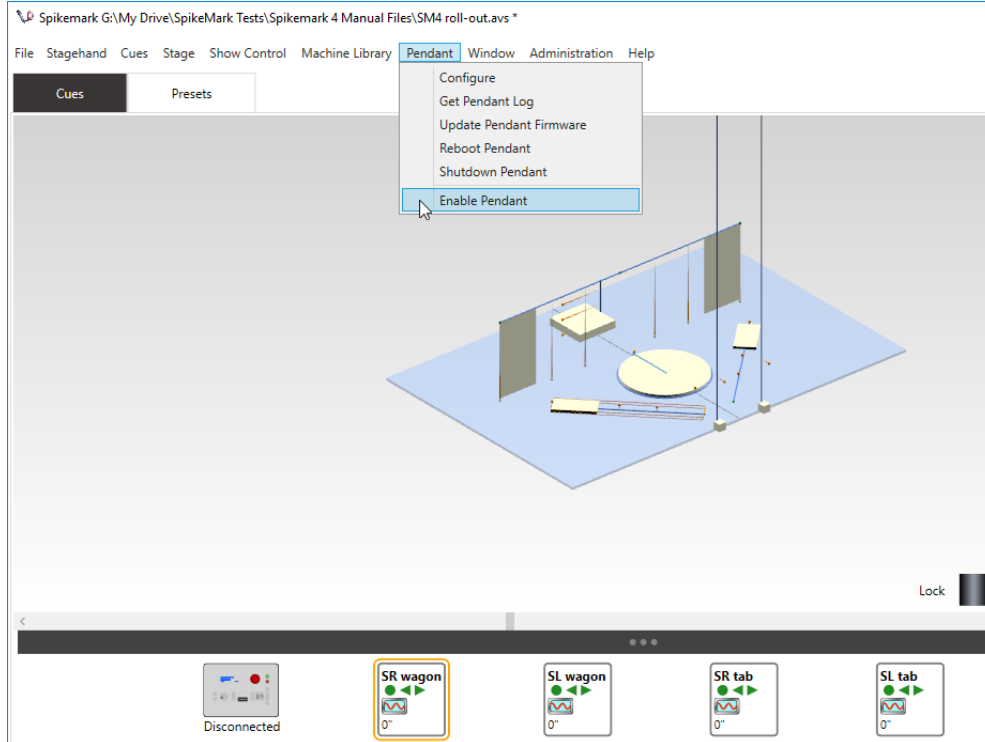 Spikemark G:\My Drive\SpikeMark Tests\Spikemark 4 Manual Files\SM4 roll-out.avs *
File Stagehand Cues Stage Show Control Machine Library Pendant Window Administration Help
Cues Presets
Configure
Get Pendant Log
Update Pendant Firmware
Reboot Pendant
Shutdown Pendant
Enable Pendant
Lock
SR wagon SL wagon SR tab SL tab
0" 0" 0" 0"
Disconnected